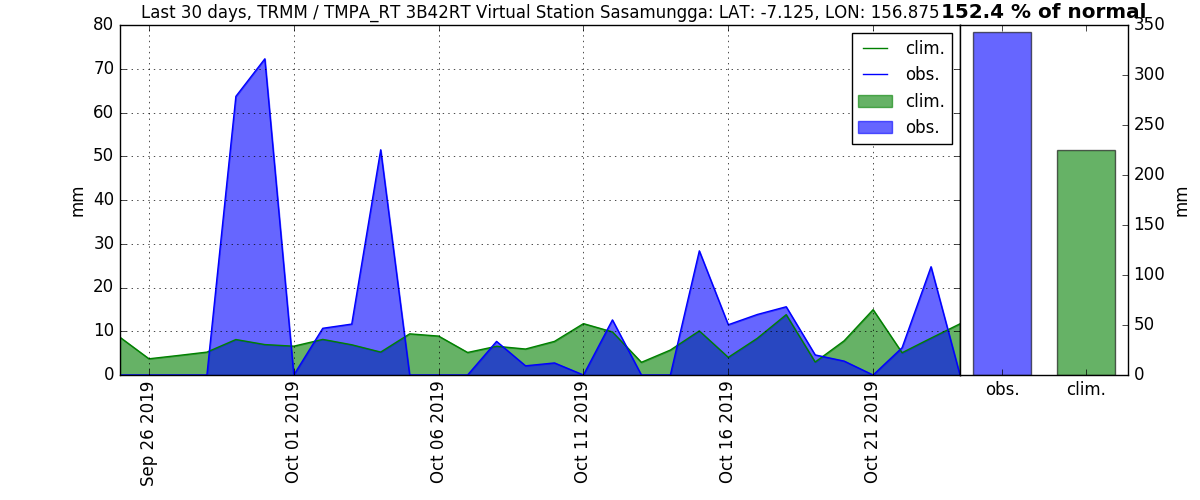 Last 30 days, TRMM / TMPA_RT 3B42RT Virtual Station Sasamungga: LAT: -7.125, LON: 156.875
152.4 % of normal
80
70
60
50
40
30
20
10
0
mm
clim.
obs.
clim.
obs.
Sep 26 2019
Oct 01 2019
Oct 06 2019
Oct 11 2019
Oct 16 2019
Oct 21 2019
350
300
250
200
150
100
50
0
mm
obs.
clim.